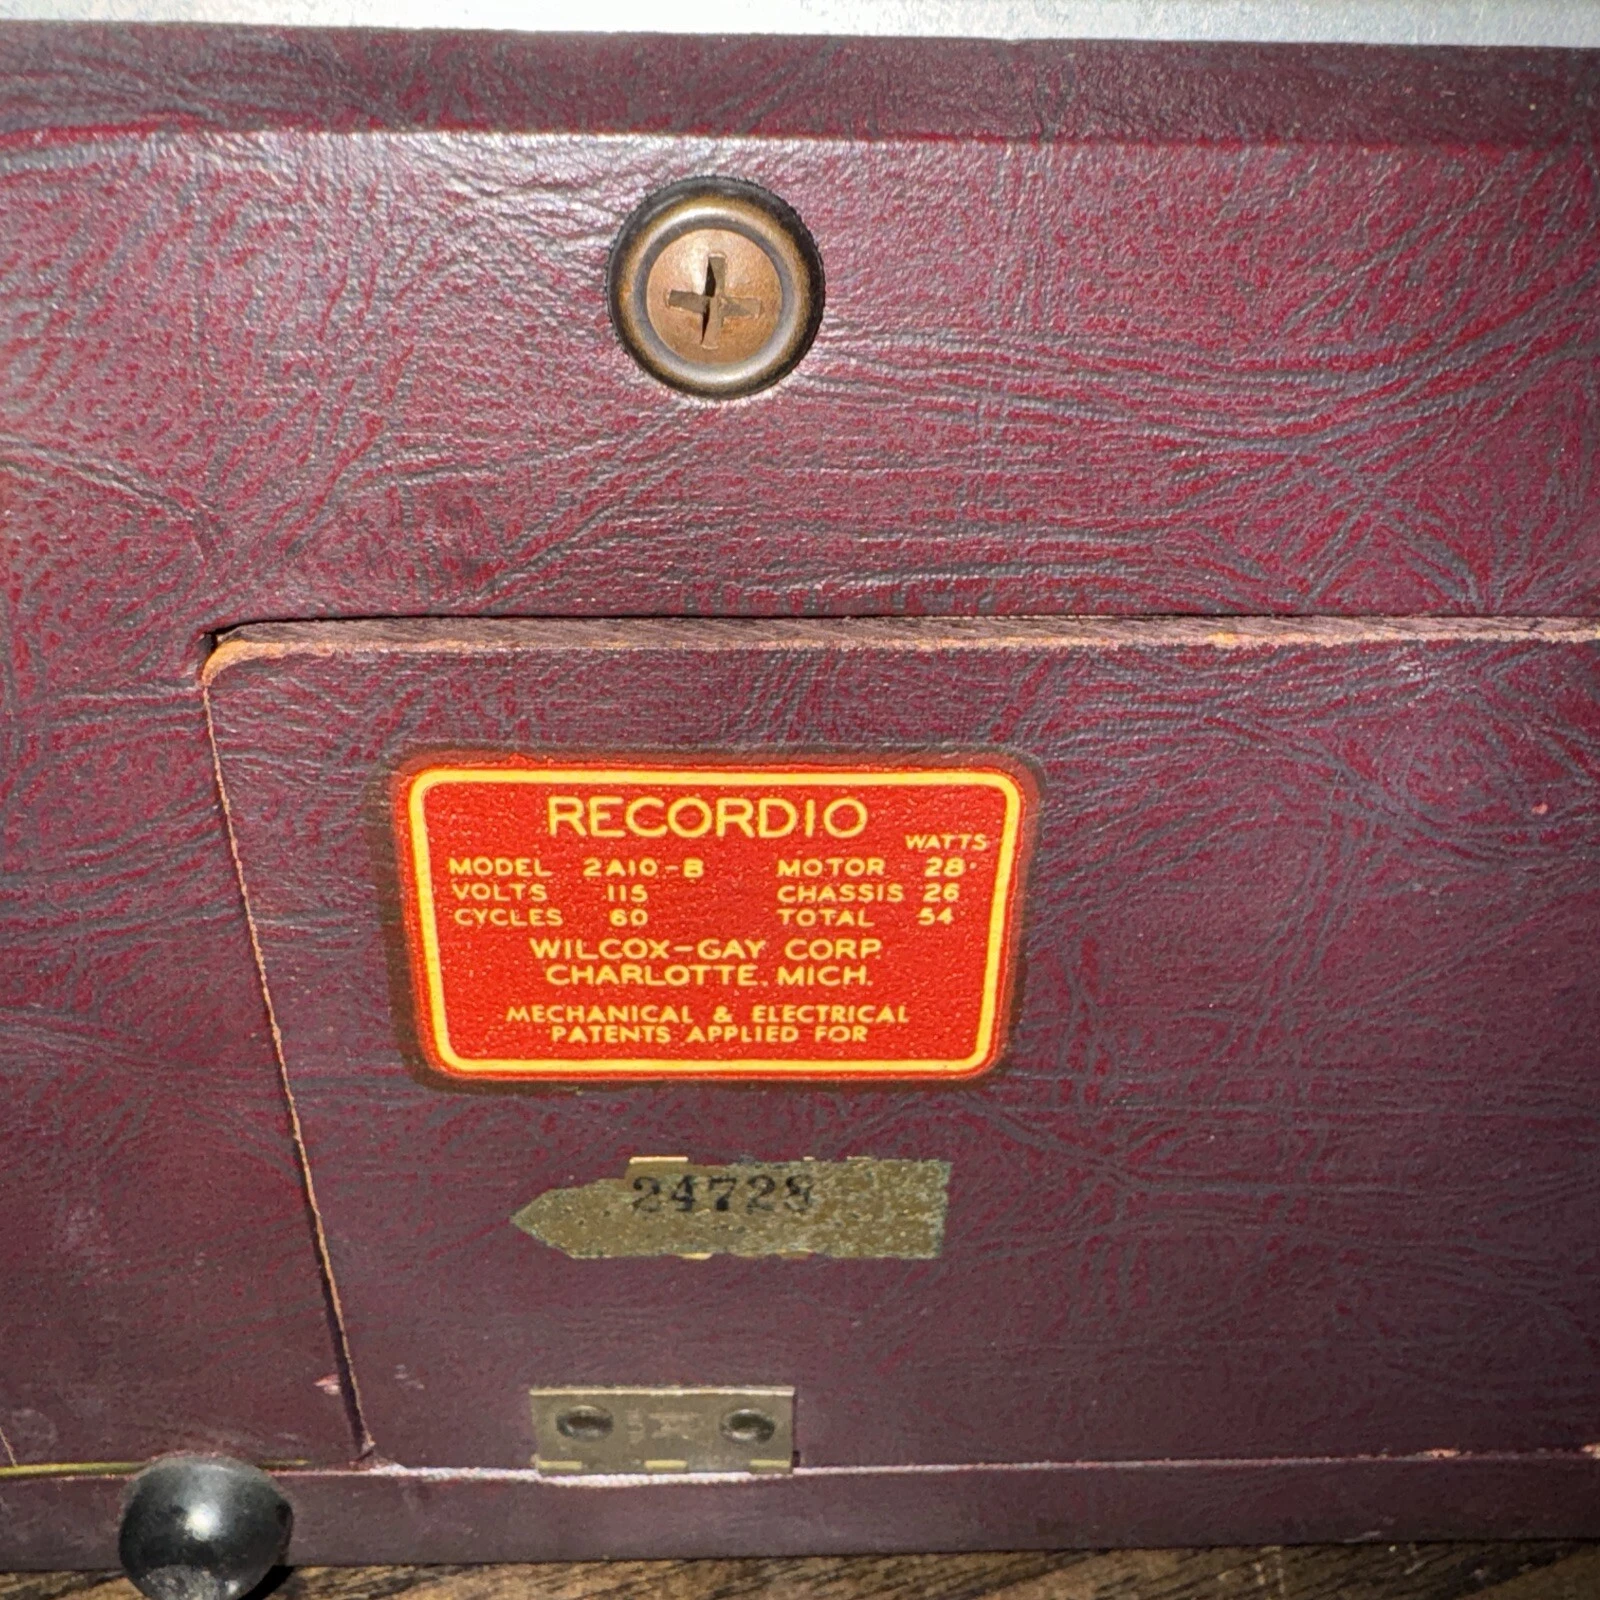 RECORDIO
WATTS
MODEL 2A10-B MOTOR 28
VOLTS 115 CHASSIS 26
CYCLES 60 TOTAL 54
WILCOX-GAY CORP.
CHARLOTTE, MICH.
MECHANICAL & ELECTRICAL
PATENTS APPLIED FOR
24728